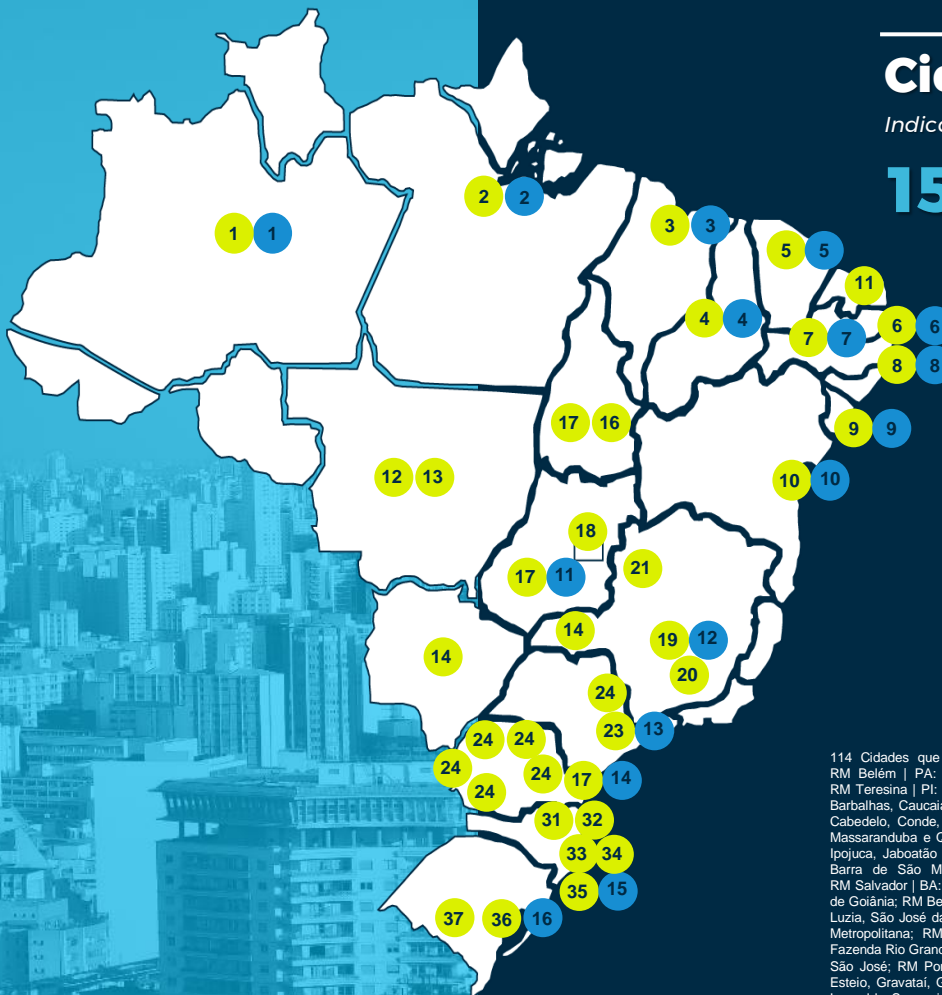 Cic
Indica
15
2 2
1 1
3 3
5 5
11
4 4
7 7
6 6
8 8
17 16
9 9
12 13
10 10
18
17 11
21
14
14
19 12
20
24
23 13
24 24
24
24
24
17 14
31 32
33 34
35 15
37
36 16
114 Cidades que
RM Belém | PA:
RM Teresina | PI:
Barbalhas, Caucaia
Cabedelo, Conde,
Massaranduba e Q
Ipojuca, Jaboatão
Barra de São M
RM Salvador | BA:
de Goiânia; RM Be
Luzia, São José da
Metropolitana; RM
Fazenda Rio Grand
São José; RM Por
Esteio, Gravataí, G